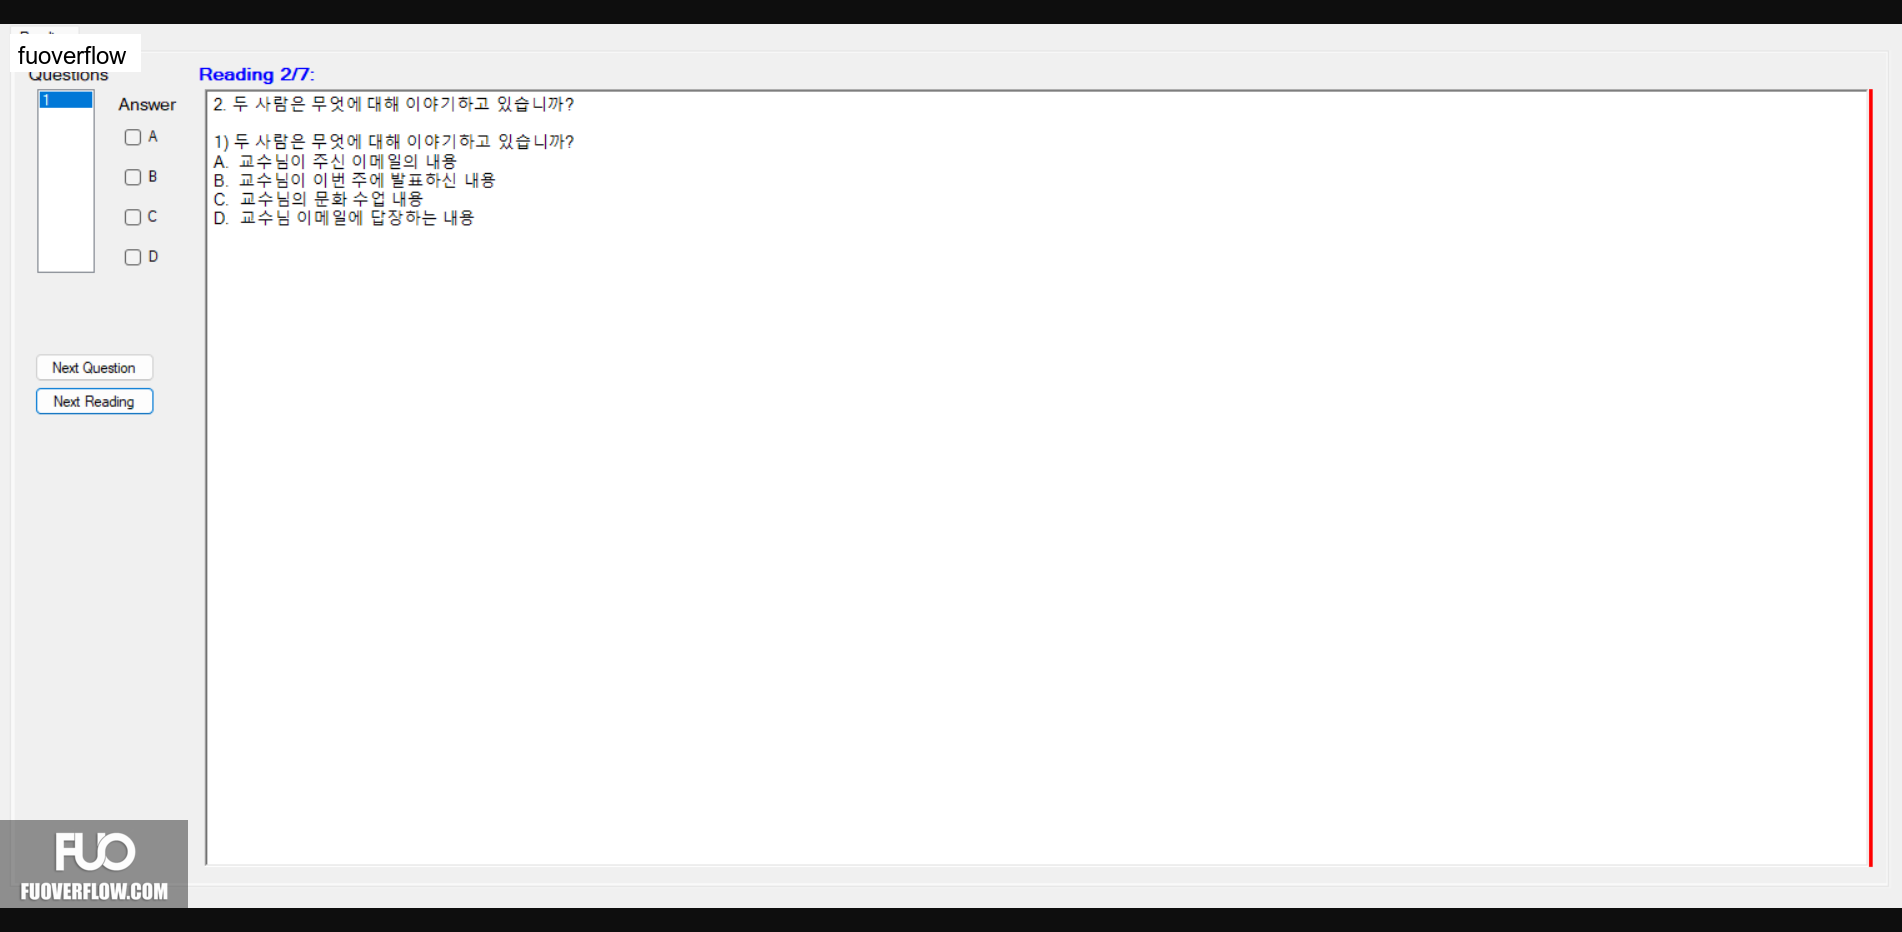 fuoverflow
Questions
Reading 2/7:
1
Answer
A
B
C
D
Next Question
Next Reading
2. 두 사람은 무엇에 대해 이야기하고 있습니까?
1) 두 사람은 무엇에 대해 이야기하고 있습니까?
A. 교수님이 주신 이메일의 내용
B. 교수님이 이번 주에 발표하신 내용
C. 교수님의 문화 수업 내용
D. 교수님 이메일에 답장하는 내용
FUO
FUOVERFLOW.COM